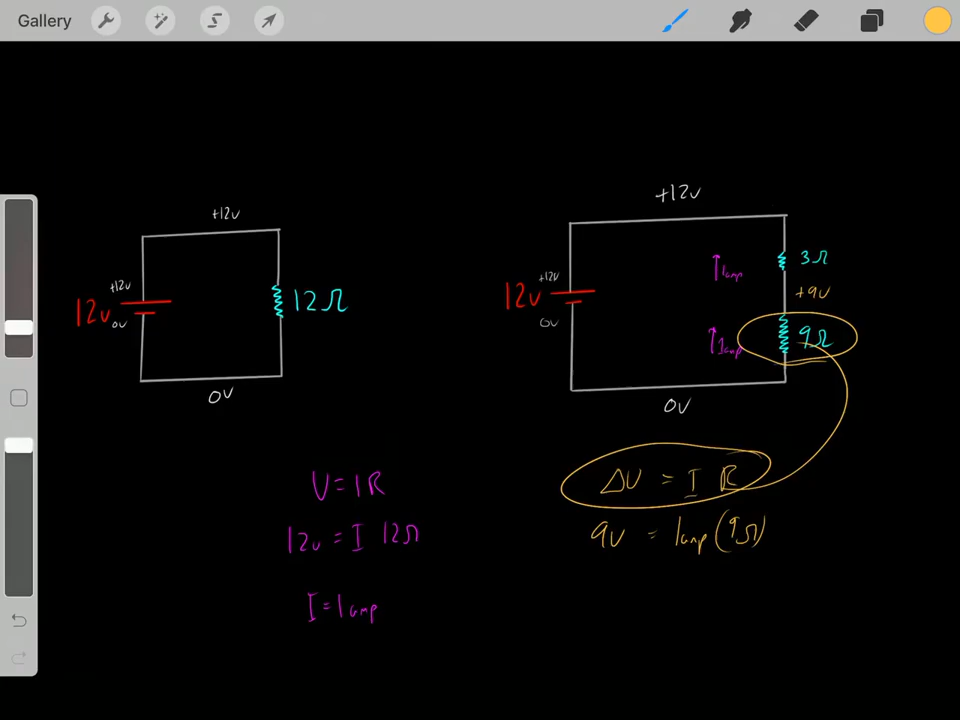 Gallery
+12v
+12v
12v
0v
12Ω
0v
+12v
+12v
12v
0v
1amp
3Ω
+9v
1amp
9Ω
0v
V=IR
12v = I 12Ω
I=1amp
ΔV = I R
9v = 1amp(9Ω)